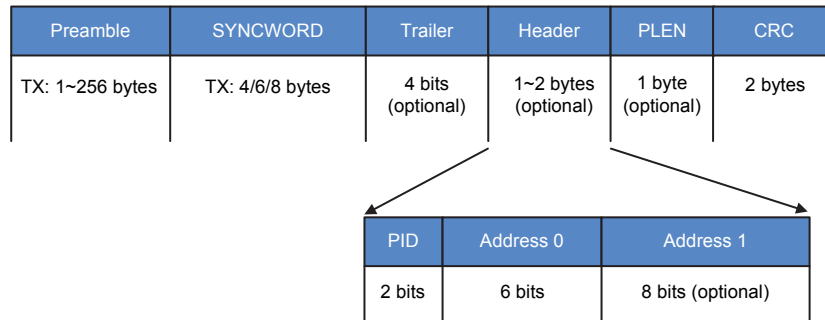 Preamble SYNCWORD Trailer Header PLEN CRC
TX: 1~256 bytes TX: 4/6/8 bytes 4 bits 1~2 bytes 1 byte 2 bytes
(optional) (optional) (optional)
PID Address 0 Address 1
2 bits 6 bits 8 bits (optional)